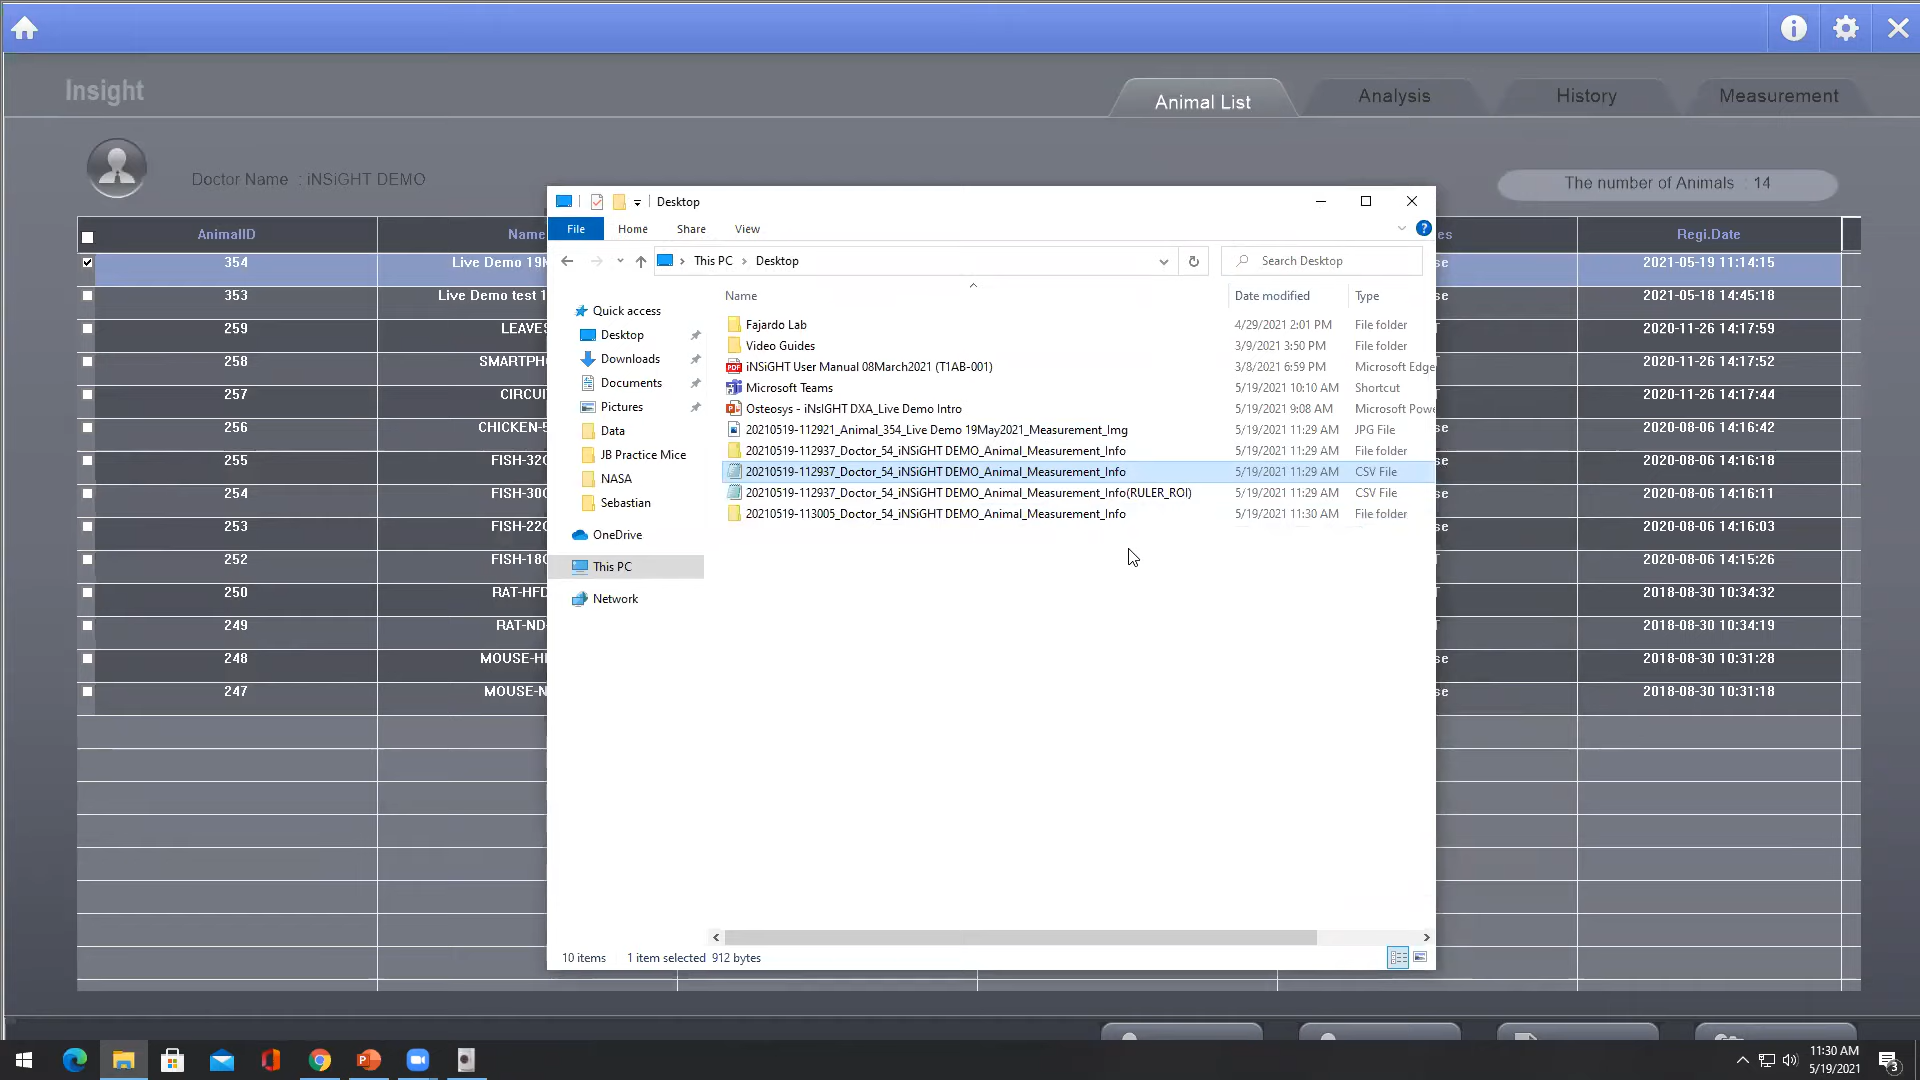 Insight
Animal List
Analysis
History
Measurement
Doctor Name : iNSiGHT DEMO
The number of Animals : 14
AnimalID
Name
Regi.Date
354
Live Demo 19
2021-05-19 11:14:15
353
Live Demo test 1
2021-05-18 14:45:18
259
LEAVES
2020-11-26 14:17:59
258
SMARTPH
2020-11-26 14:17:52
257
CIRCUI
2020-11-26 14:17:44
256
CHICKEN-5
2020-08-06 14:16:42
255
FISH-32
2020-08-06 14:16:18
254
FISH-30
2020-08-06 14:16:11
253
FISH-22
2020-08-06 14:16:03
252
FISH-18
2020-08-06 14:15:26
250
RAT-HFD
2018-08-30 10:34:32
249
RAT-ND-
2018-08-30 10:34:19
248
MOUSE-H
2018-08-30 10:31:28
247
MOUSE-N
2018-08-30 10:31:18
Desktop
File
Home
Share
View
This PC > Desktop
Search Desktop
Quick access
Desktop
Downloads
Documents
Pictures
Data
JB Practice Mice
NASA
Sebastian
OneDrive
This PC
Network
Name
Date modified
Type
Fajardo Lab 4/29/2021 2:01 PM File folder
Video Guides 3/9/2021 3:50 PM File folder
iNSiGHT User Manual 08March2021 (T1AB-001) 3/8/2021 6:59 PM Microsoft Edge
Microsoft Teams 5/19/2021 10:10 AM Shortcut
Osteosys - iNsIGHT DXA_Live Demo Intro 5/19/2021 9:08 AM Microsoft Powe
20210519-112921_Animal_354_Live Demo 19May2021_Measurement_Img 5/19/2021 11:29 AM JPG File
20210519-112937_Doctor_54_iNSiGHT DEMO_Animal_Measurement_Info 5/19/2021 11:29 AM File folder
20210519-112937_Doctor_54_iNSiGHT DEMO_Animal_Measurement_Info 5/19/2021 11:29 AM CSV File
20210519-112937_Doctor_54_iNSiGHT DEMO_Animal_Measurement_Info(RULER_ROI) 5/19/2021 11:29 AM CSV File
20210519-113005_Doctor_54_iNSiGHT DEMO_Animal_Measurement_Info 5/19/2021 11:30 AM File folder
10 items
1 item selected 912 bytes
11:30 AM
5/19/2021
3